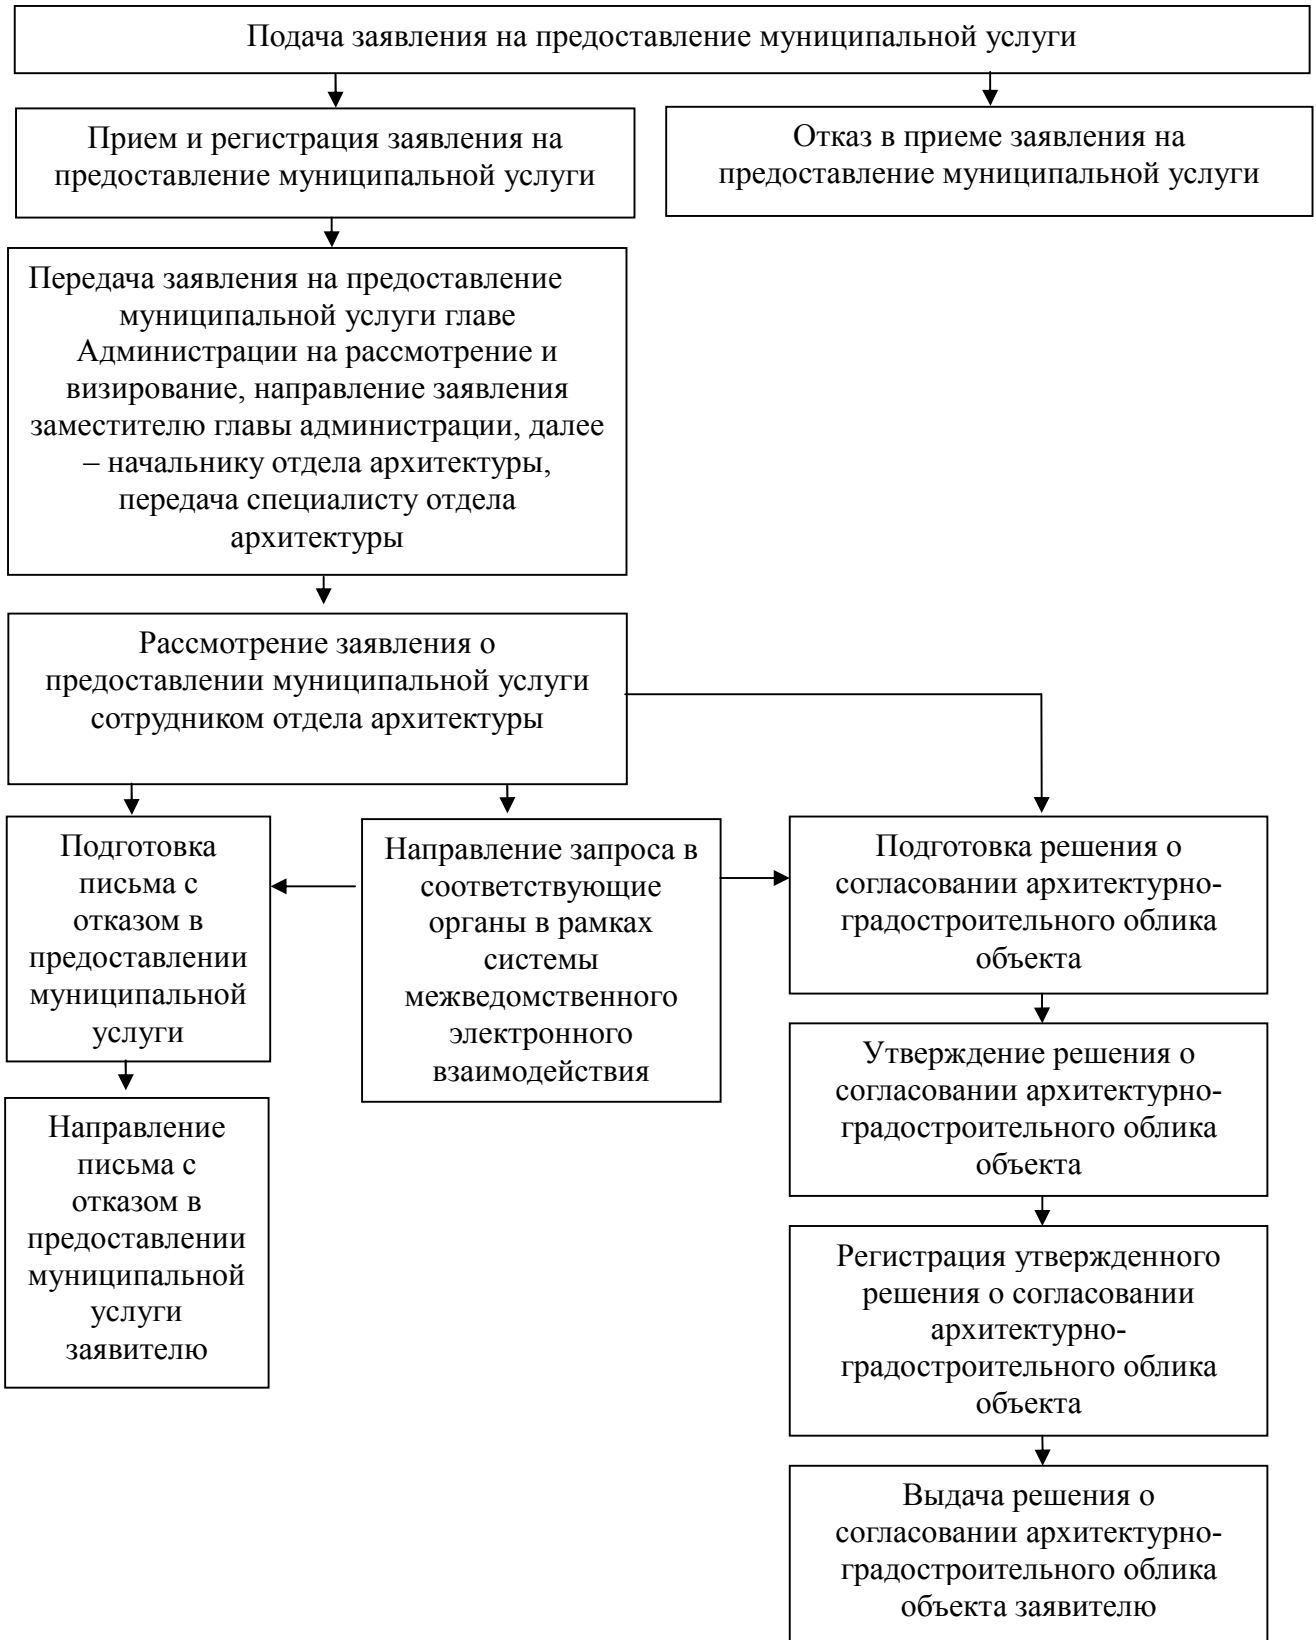 Подача заявления на предоставление муниципальной услуги
Прием и регистрация заявления на
предоставление муниципальной услуги
Отказ в приеме заявления на
предоставление муниципальной услуги
Передача заявления на предоставление
муниципальной услуги главе
Администрации на рассмотрение и
визирование, направление заявления
заместителю главы администрации, далее
– начальнику отдела архитектуры,
передача специалисту отдела
архитектуры
Рассмотрение заявления о
предоставлении муниципальной услуги
сотрудником отдела архитектуры
Подготовка
письма с
отказом в
предоставлении
муниципальной
услуги
Направление запроса в
соответствующие
органы в рамках
системы
межведомственного
электронного
взаимодействия
Подготовка решения о
согласовании архитектурно-
градостроительного облика
объекта
Утверждение решения о
согласовании архитектурно-
градостроительного облика
объекта
Направление
письма с
отказом в
предоставлении
муниципальной
услуги
заявителю
Регистрация утвержденного
решения о согласовании
архитектурно-
градостроительного облика
объекта
Выдача решения о
согласовании архитектурно-
градостроительного облика
объекта заявителю